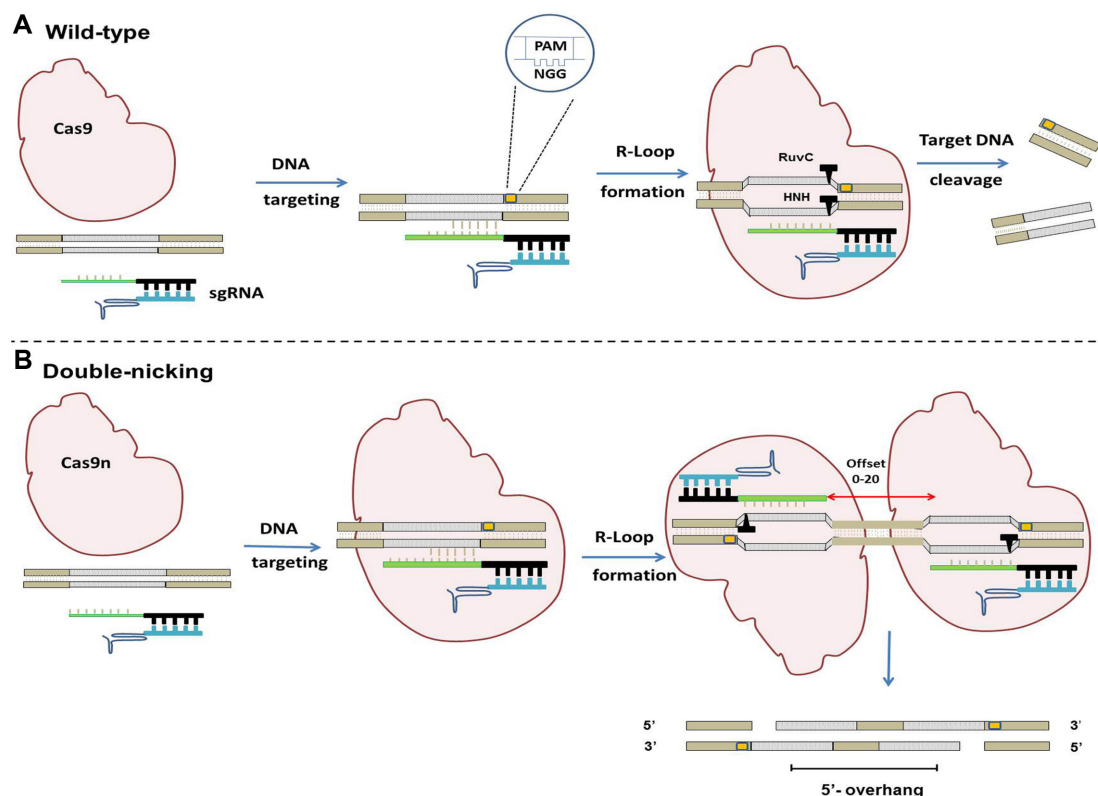 A
Wild-type
PAM
NGG
Cas9
DNA
targeting
R-Loop
formation
RuvC
HNH
Target DNA
cleavage
sgRNA
B
Double-nicking
Cas9n
DNA
targeting
R-Loop
formation
Offset
0-20
5’ 3’
3’ 5’
5’- overhang